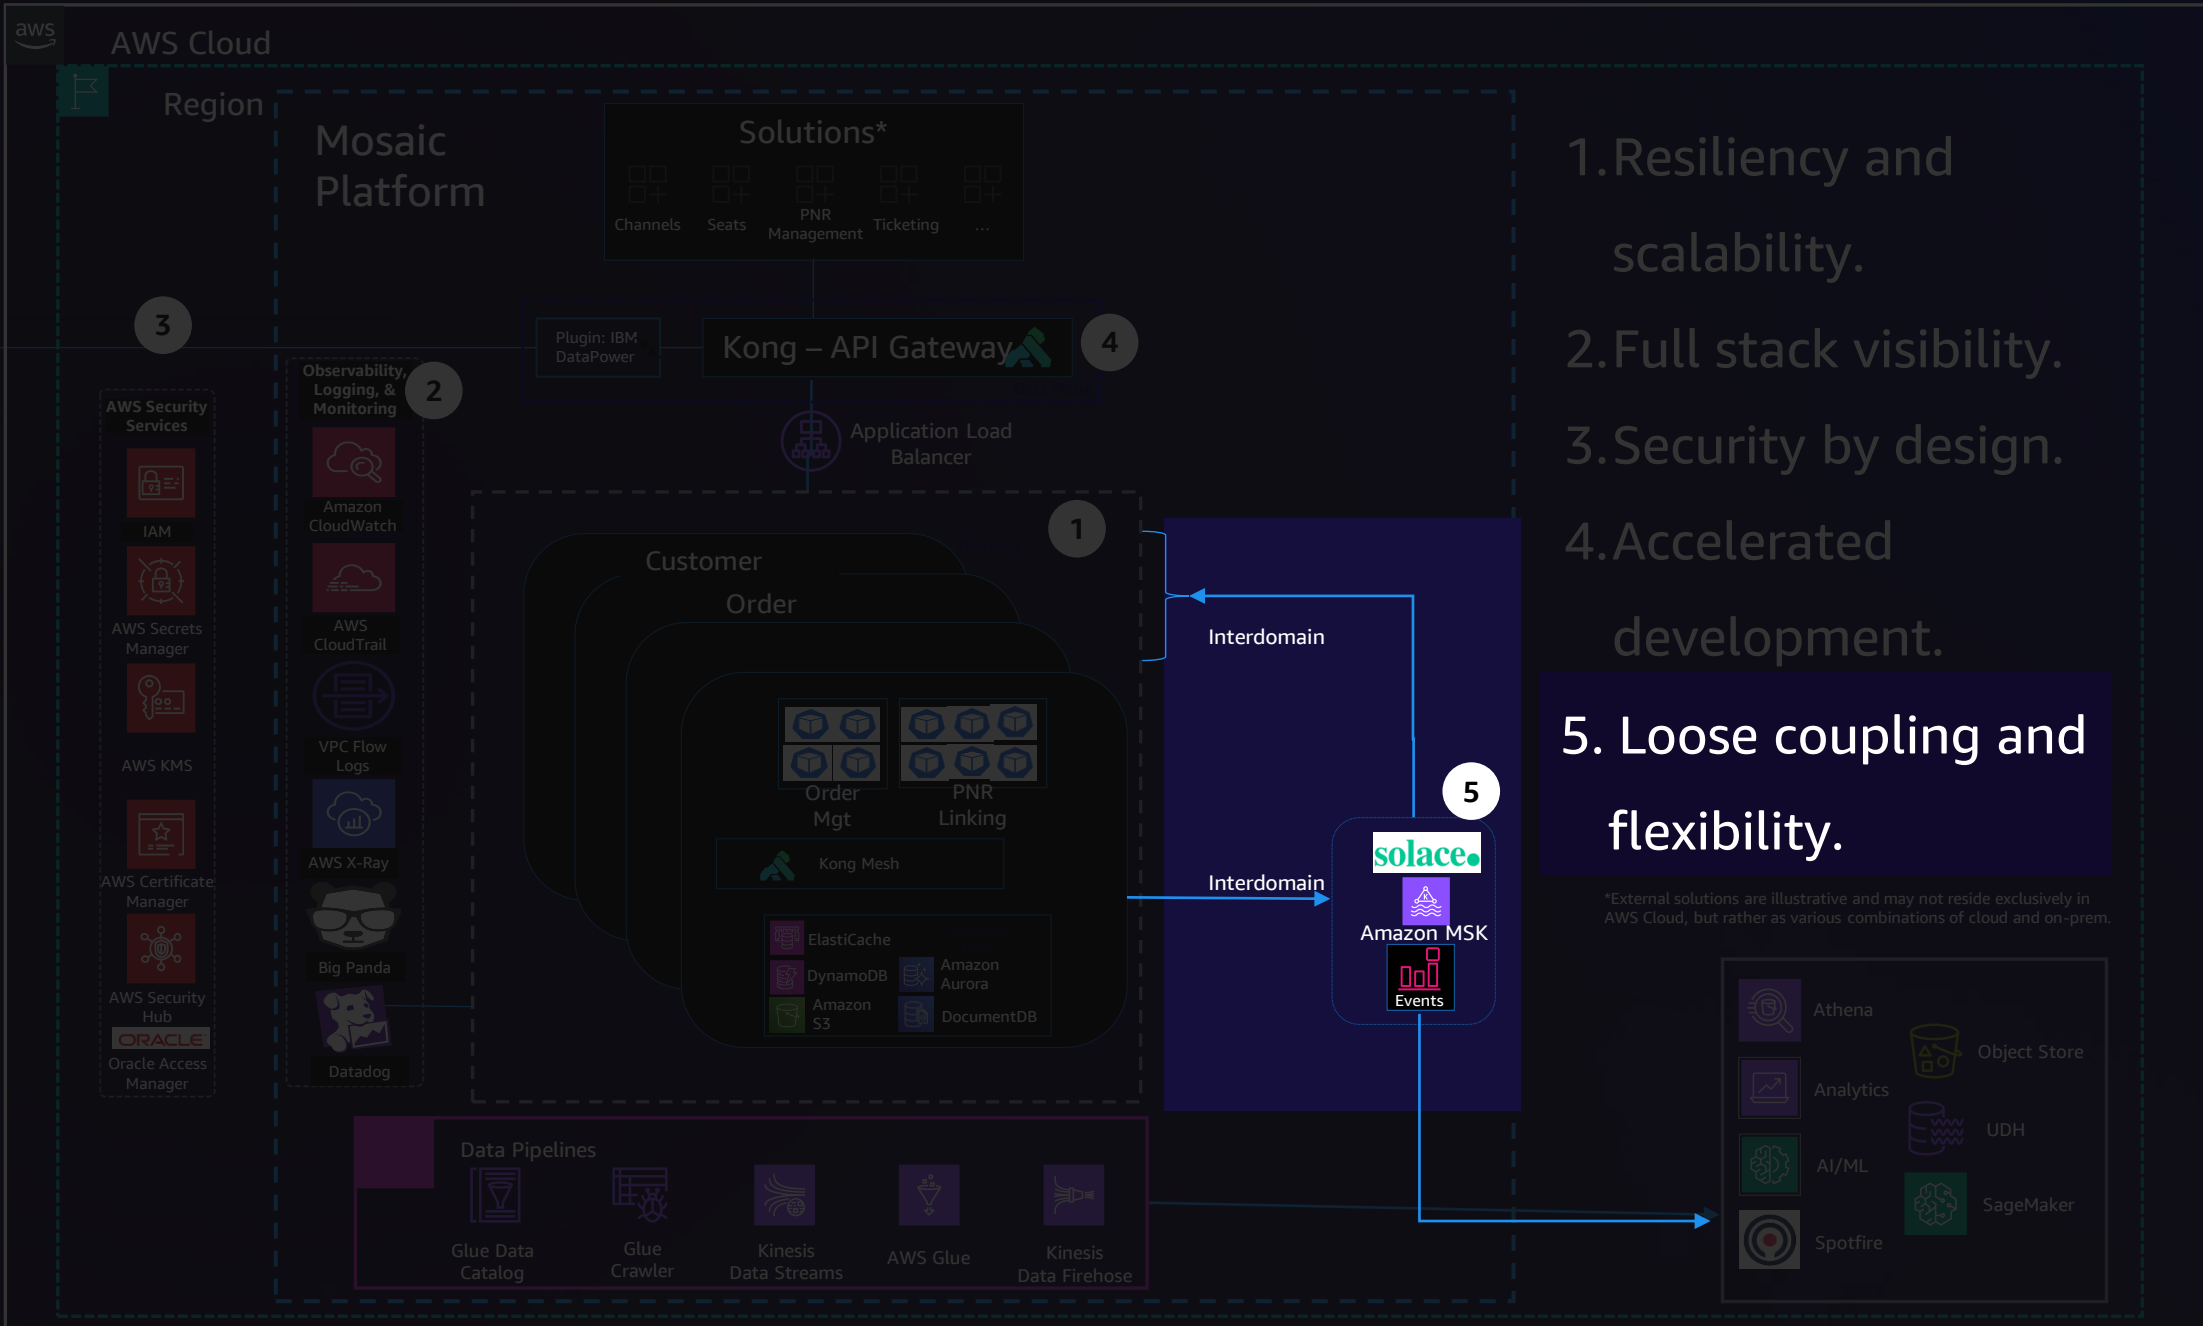 aws
AWS Cloud
Region
Mosaic
Platform
Solutions*
Channels
Seats
PNR
Management
Ticketing
...
3
Plugin: IBM
DataPower
Kong – API Gateway
4
Observability,
Logging, &
Monitoring
2
AWS Security
Services
Application Load
Balancer
IAM
Amazon
CloudWatch
AWS Secrets
Manager
AWS
CloudTrail
AWS KMS
VPC Flow
Logs
AWS Certificate
Manager
AWS X-Ray
AWS Security
Hub
Big Panda
ORACLE
Oracle Access
Manager
Datadog
1
Customer
Order
Order
Mgt
PNR
Linking
Kong Mesh
ElastiCache
DynamoDB
Amazon
S3
Amazon
Aurora
DocumentDB
Interdomain
Interdomain
5
solace.
K
Amazon MSK
Events
1. Resiliency and
scalability.
2. Full stack visibility.
3. Security by design.
4. Accelerated
development.
5. Loose coupling and
flexibility.
*External solutions are illustrative and may not reside exclusively in
AWS Cloud, but rather as various combinations of cloud and on-prem.
Athena
Analytics
AI/ML
Spotfire
Object Store
UDH
SageMaker
Data Pipelines
Glue Data
Catalog
Glue
Crawler
Kinesis
Data Streams
AWS Glue
Kinesis
Data Firehose